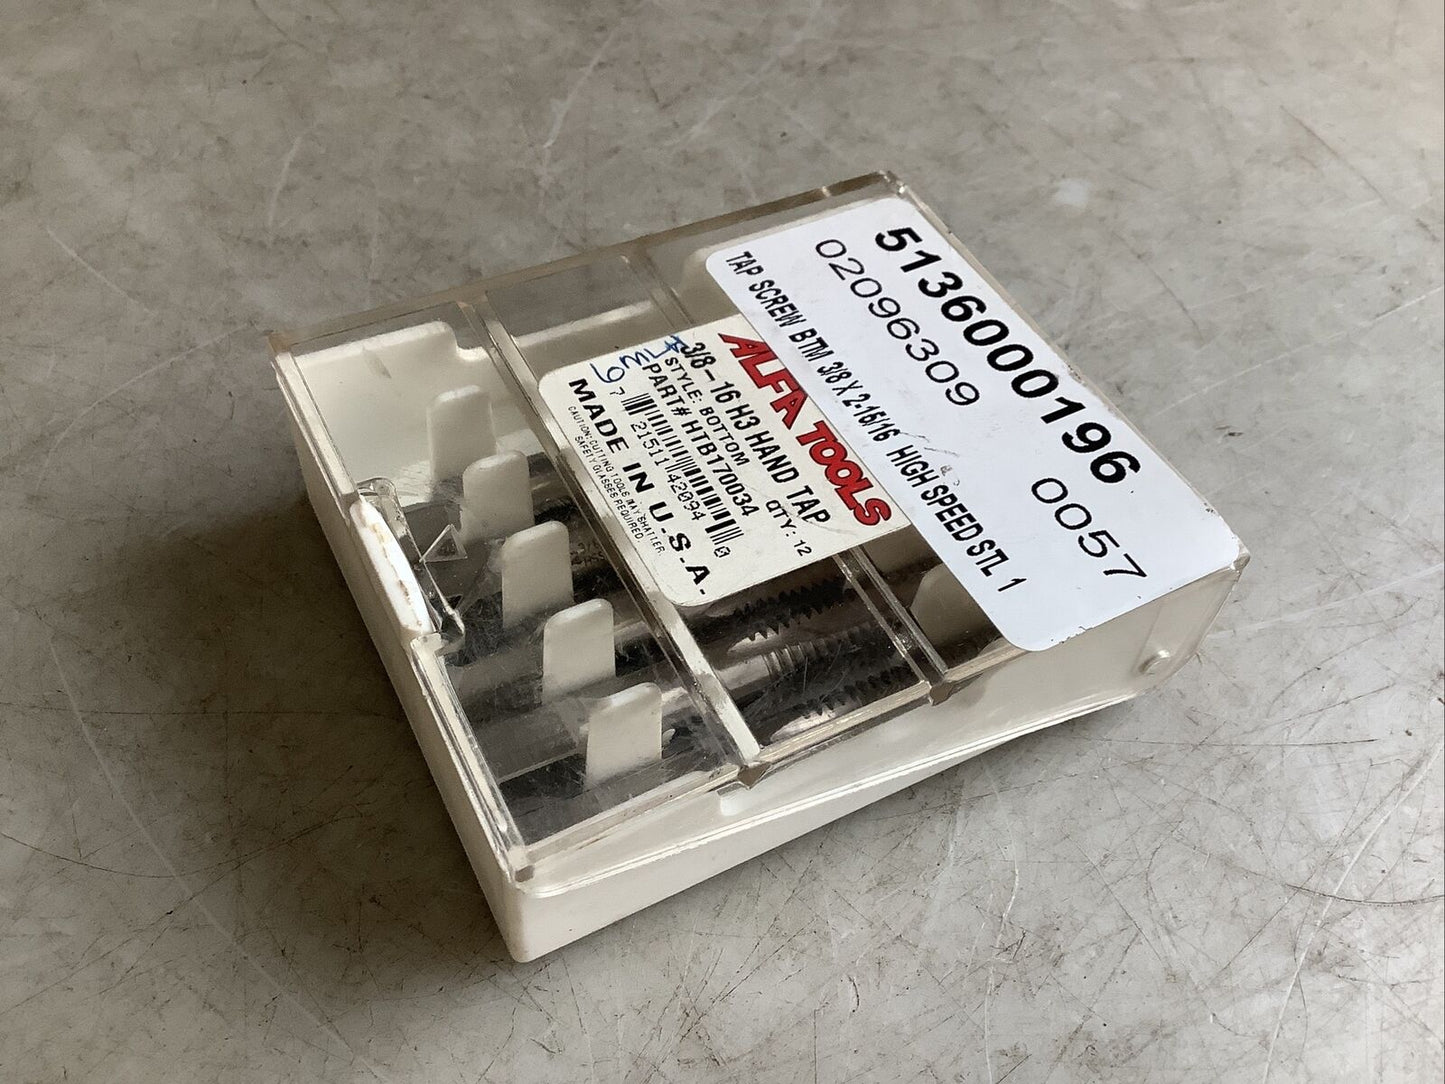 5136000196
02096309 0057
TAP SCREW BTM 3/8 X 2-15/16 HIGH SPEED STL 1
ALFA TOOLS
3/8-16 H3 HAND TAP
STYLE: BOTTOM QTY: 12
PART# HTB170034
7 21511 42094 0
MADE IN U.S.A.
CAUTION: CUTTING TOOLS MAY SHATTER.
SAFETY GLASSES REQUIRED.